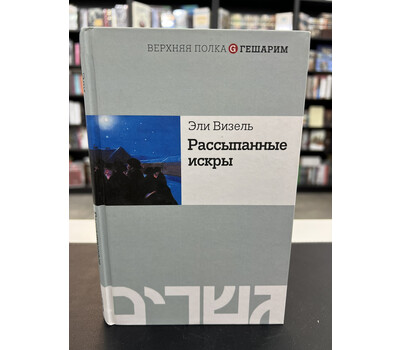 ВЕРХНЯЯ ПОЛКА G ГЕШАРИМ
Эли Визель
Рассыпанные
искры
גשרים